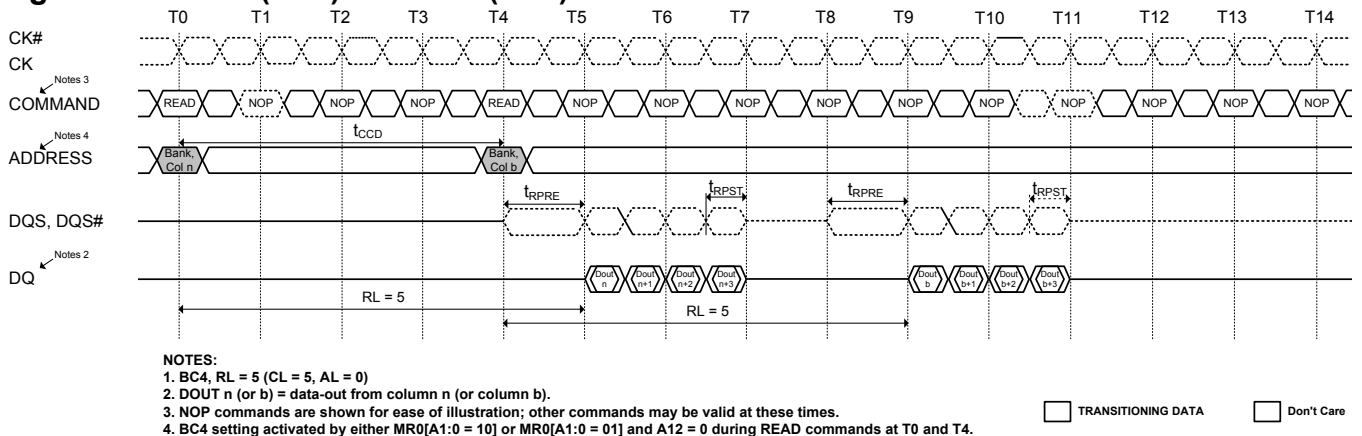 T0 T1 T2 T3 T4 T5 T6 T7 T8 T9 T10 T11 T12 T13 T14
CK#
CK
Notes 3
COMMAND READ NOP NOP NOP READ NOP NOP NOP NOP NOP NOP NOP NOP NOP NOP
tCCD
Notes 4
ADDRESS Bank, Col n Bank, Col b
tRPRE tRPST tRPRE tRPST
DQS, DQS#
Notes 2
DQ Dout n Dout n+1 Dout n+2 Dout n+3 Dout b Dout b+1 Dout b+2 Dout b+3
RL = 5
RL = 5
NOTES:
1. BC4, RL = 5 (CL = 5, AL = 0)
2. DOUT n (or b) = data-out from column n (or column b).
3. NOP commands are shown for ease of illustration; other commands may be valid at these times.
4. BC4 setting activated by either MR0[A1:0 = 10] or MR0[A1:0 = 01] and A12 = 0 during READ commands at T0 and T4.
TRANSITIONING DATA Don't Care